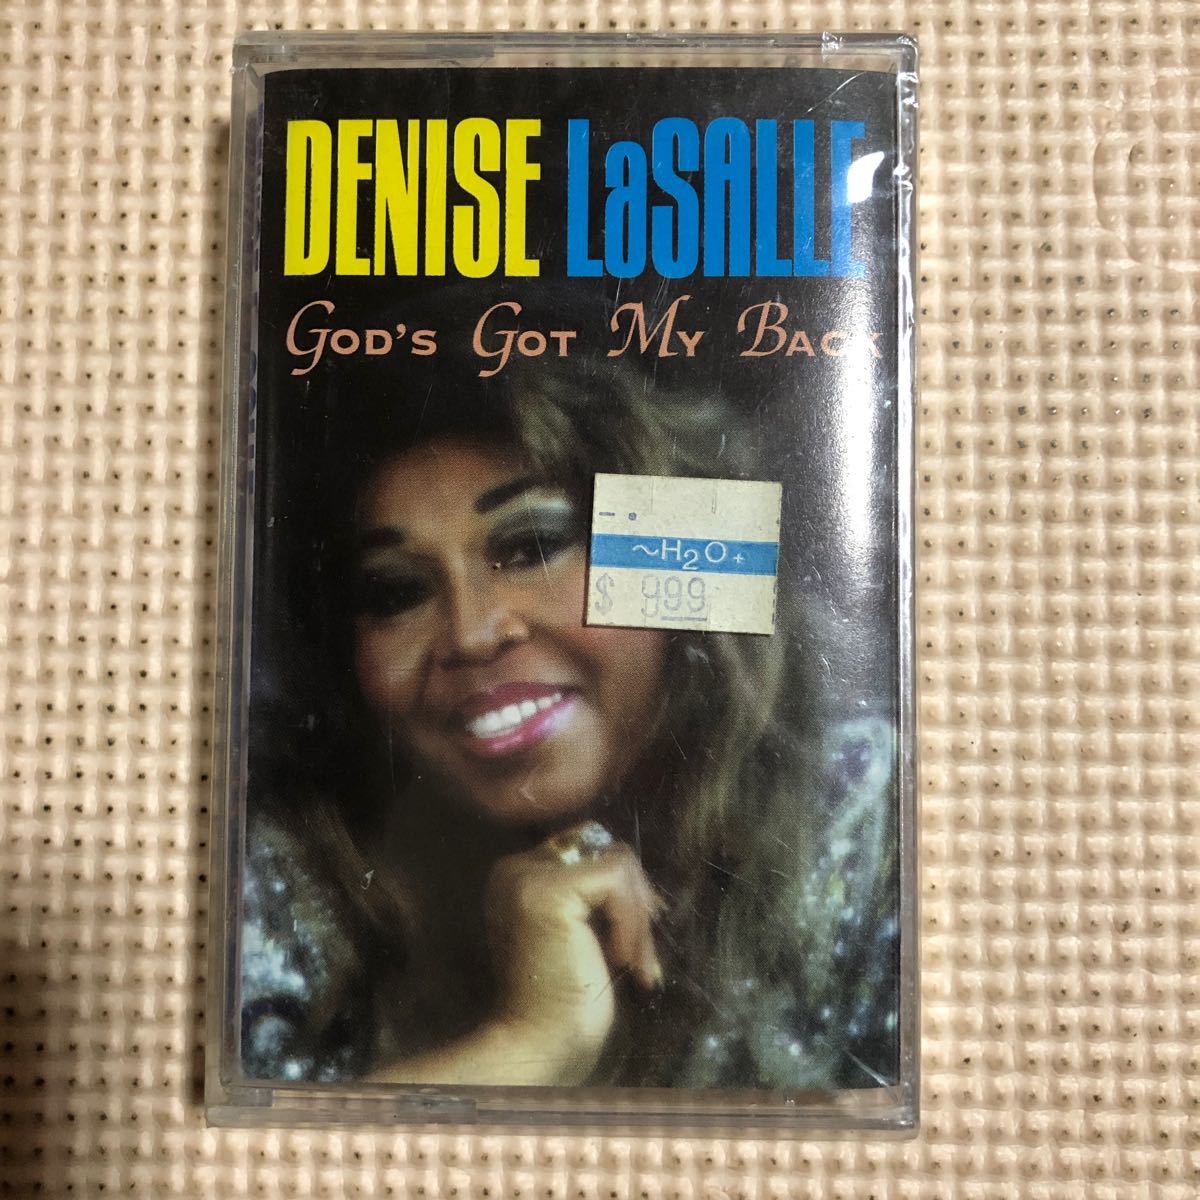 DENISE LaSALLE
GOD'S GOT MY BACK
~H2O+
$ 999